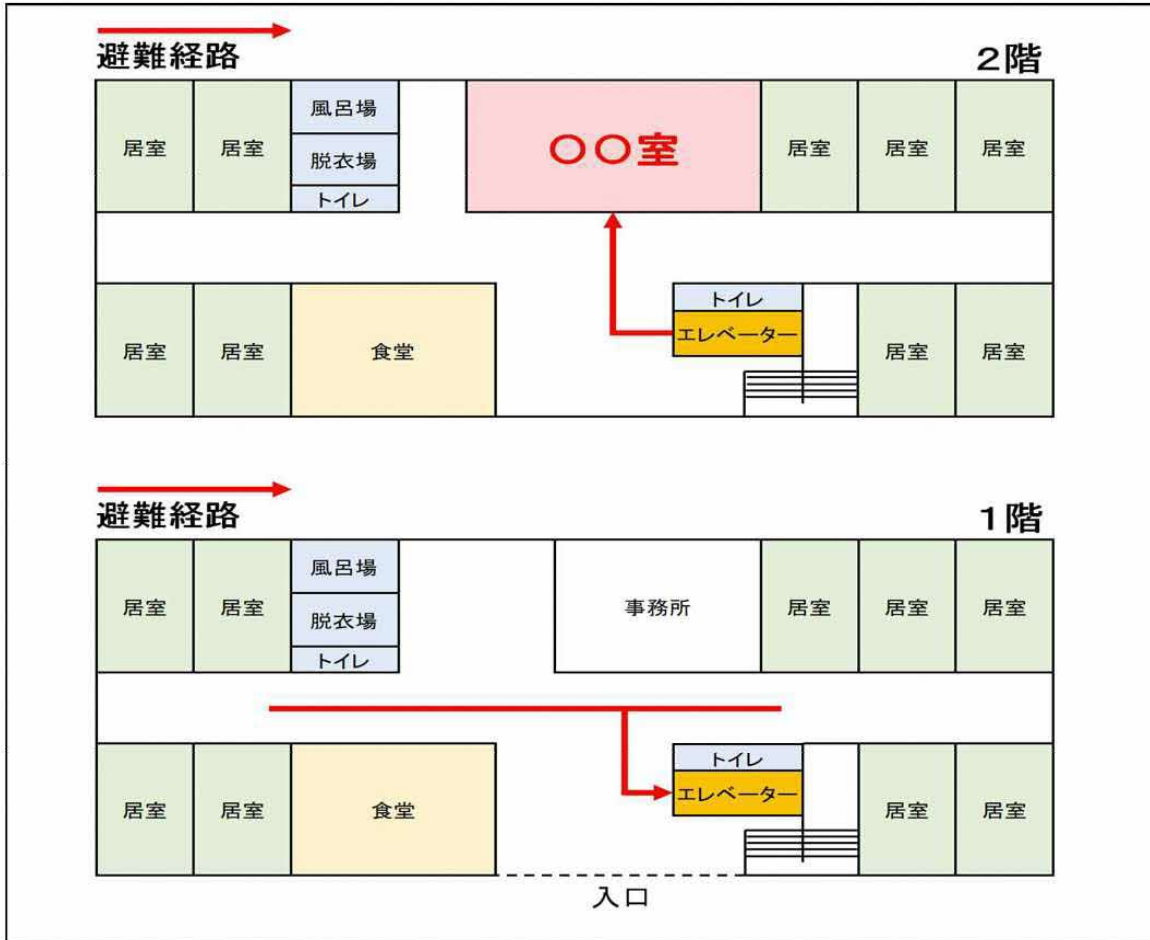 避難経路
2階
居室
居室
風呂場
脱衣場
トイレ
〇〇室
居室
居室
居室
居室
居室
食堂
トイレ
エレベーター
居室
居室
避難経路
1階
居室
居室
風呂場
脱衣場
トイレ
事務所
居室
居室
居室
居室
居室
食堂
トイレ
エレベーター
居室
居室
入口